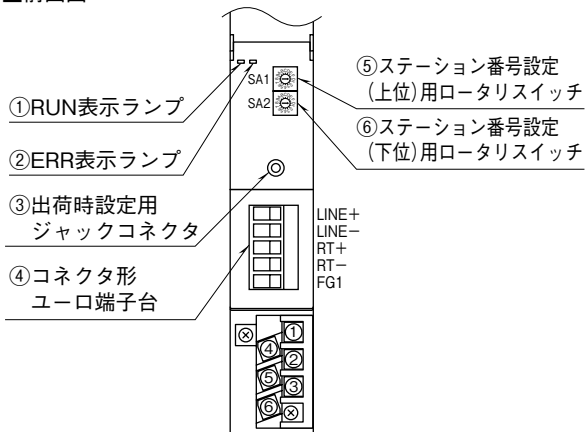 ①RUN表示ランプ
②ERR表示ランプ
③出荷時設定用
ジャックコネクタ
④コネクタ形
ユーロ端子台
SA1
SA2
⑤ステーション番号設定
(上位)用ロータリスイッチ
⑥ステーション番号設定
(下位)用ロータリスイッチ
LINE+
LINE−
RT+
RT−
FG1
①
④
②
⑤
③
⑥